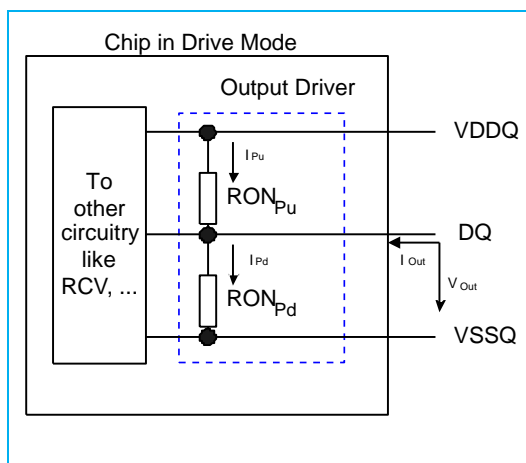 Chip in Drive Mode
Output Driver
VDDQ
I Pu
To
other
circuitry
like
RCV, ...
RON Pu
DQ
I Pd
I Out
V Out
RON Pd
VSSQ